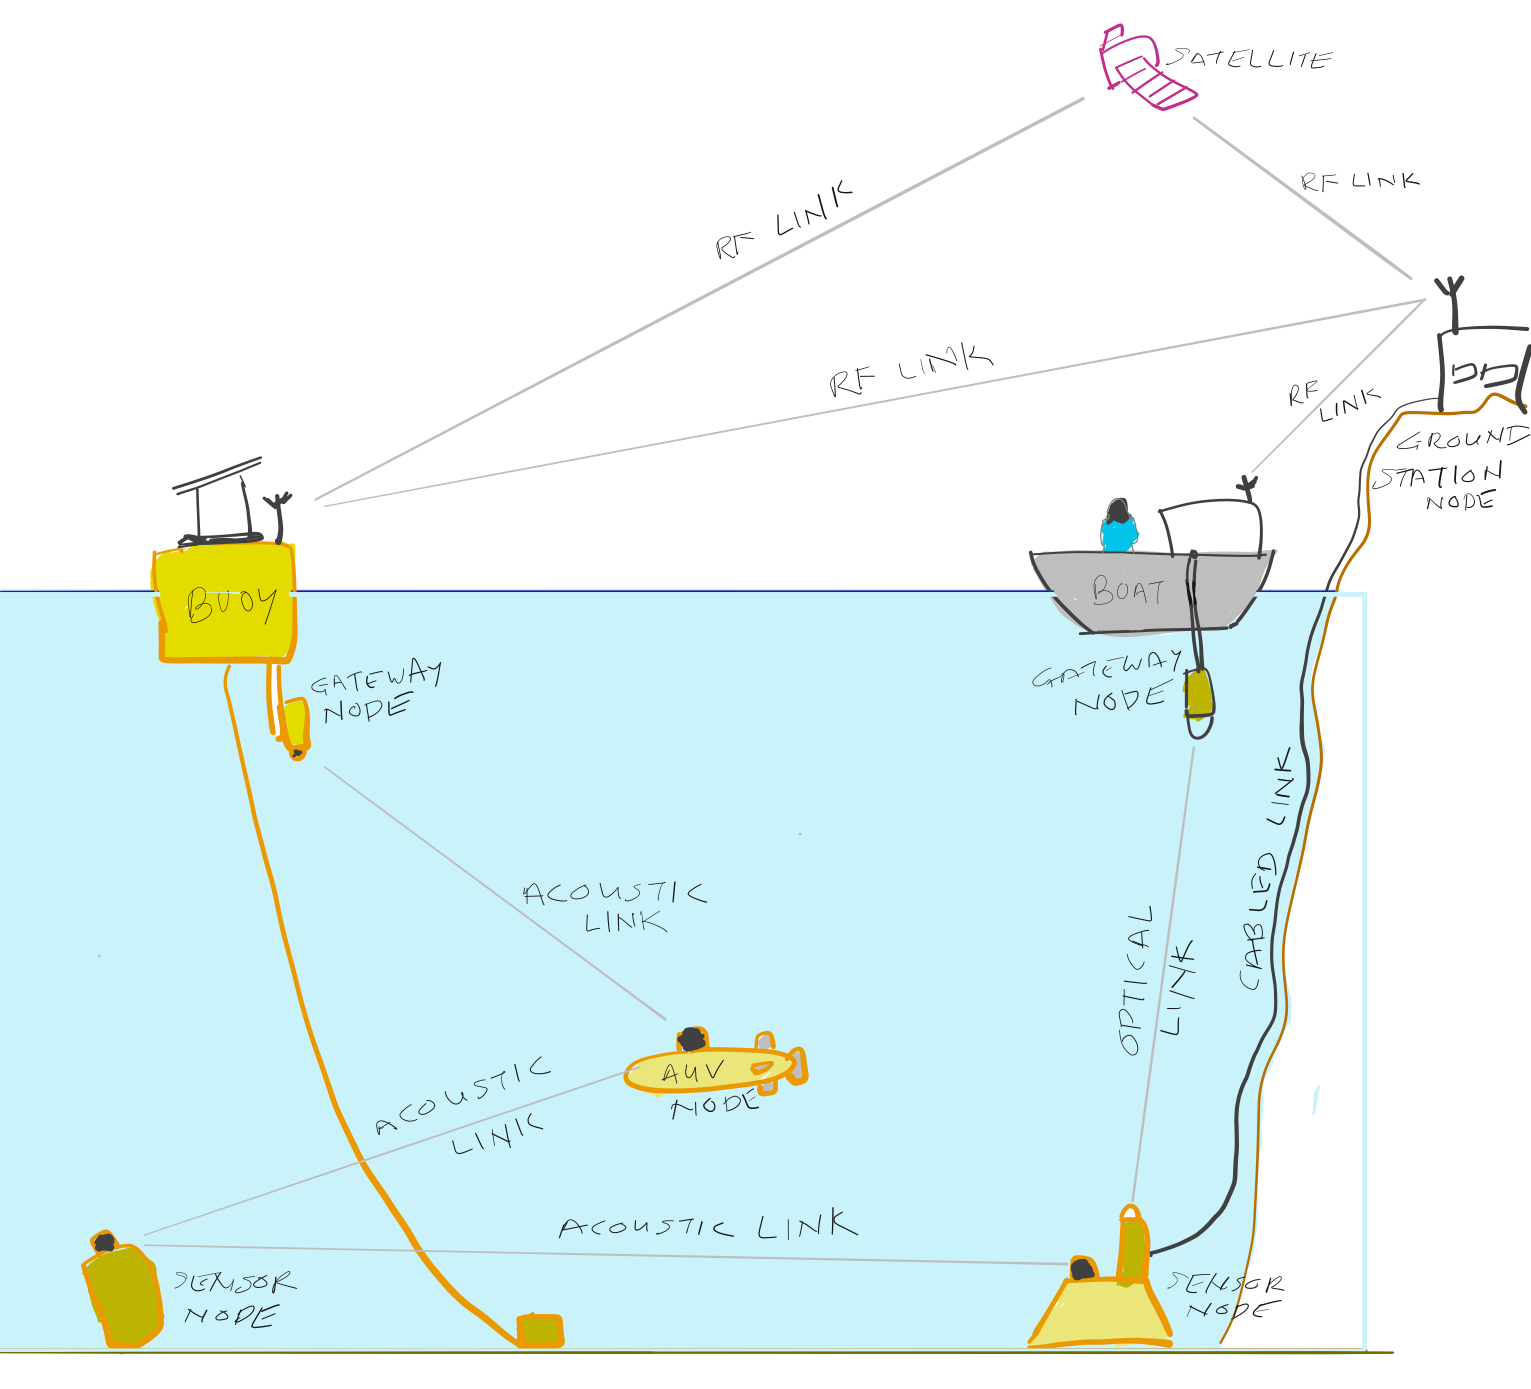 SATELLITE
RF LINK
RF LINK
RF LINK
RF
LINK
GROUND
STATION
NODE
BUOY
BOAT
GATEWAY
NODE
GATEWAY
NODE
CABLED LINK
ACOUSTIC
LINK
OPTICAL
LINK
AUV
NODE
ACOUSTIC
LINK
ACOUSTIC LINK
SENSOR
NODE
SENSOR
NODE